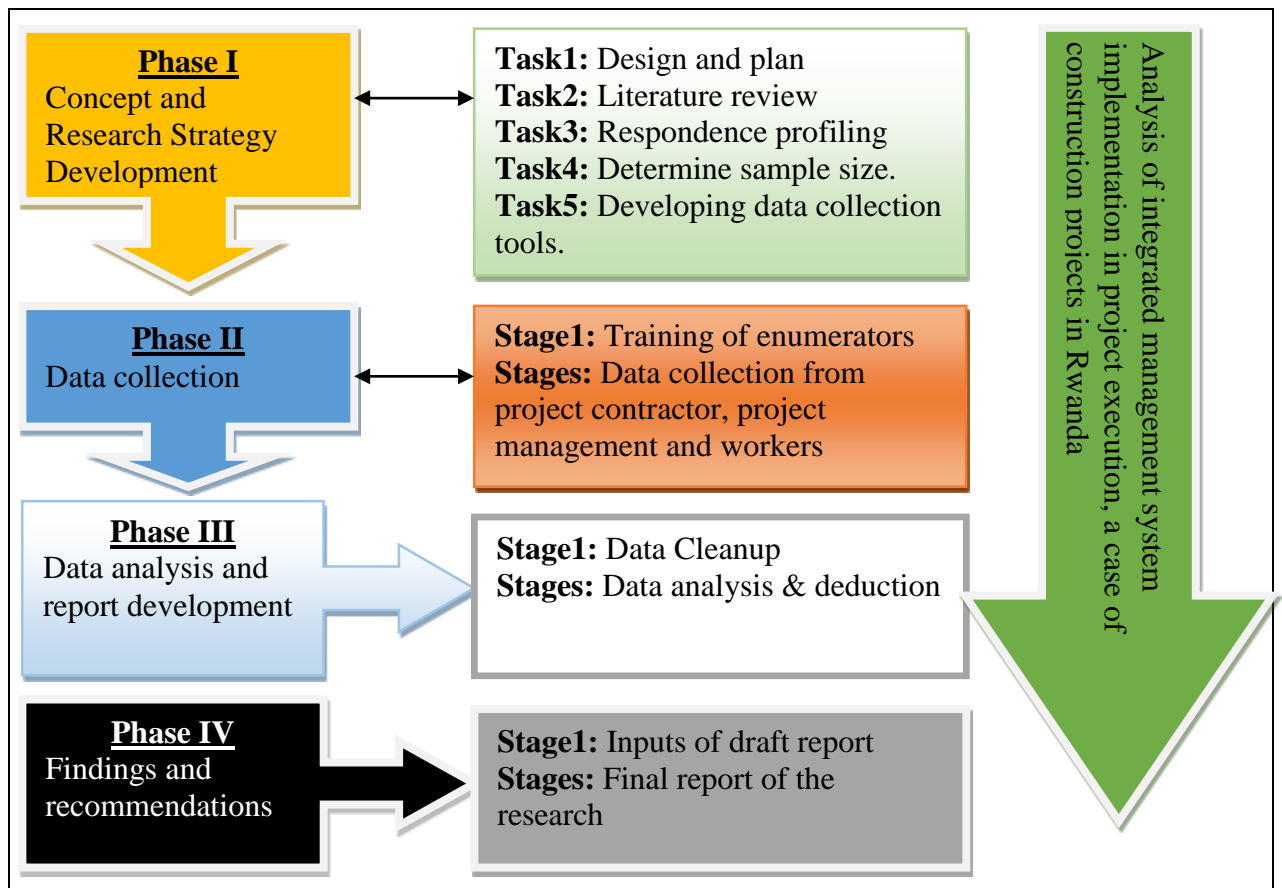 Phase I
Concept and
Research Strategy
Development
Task1: Design and plan
Task2: Literature review
Task3: Respondence profiling
Task4: Determine sample size.
Task5: Developing data collection
tools.
Phase II
Data collection
Stage1: Training of enumerators
Stages: Data collection from
project contractor, project
management and workers
Phase III
Data analysis and
report development
Stage1: Data Cleanup
Stages: Data analysis & deduction
Phase IV
Findings and
recommendations
Stage1: Inputs of draft report
Stages: Final report of the
research
Analysis of integrated management system
implementation in project execution, a case of
construction projects in Rwanda